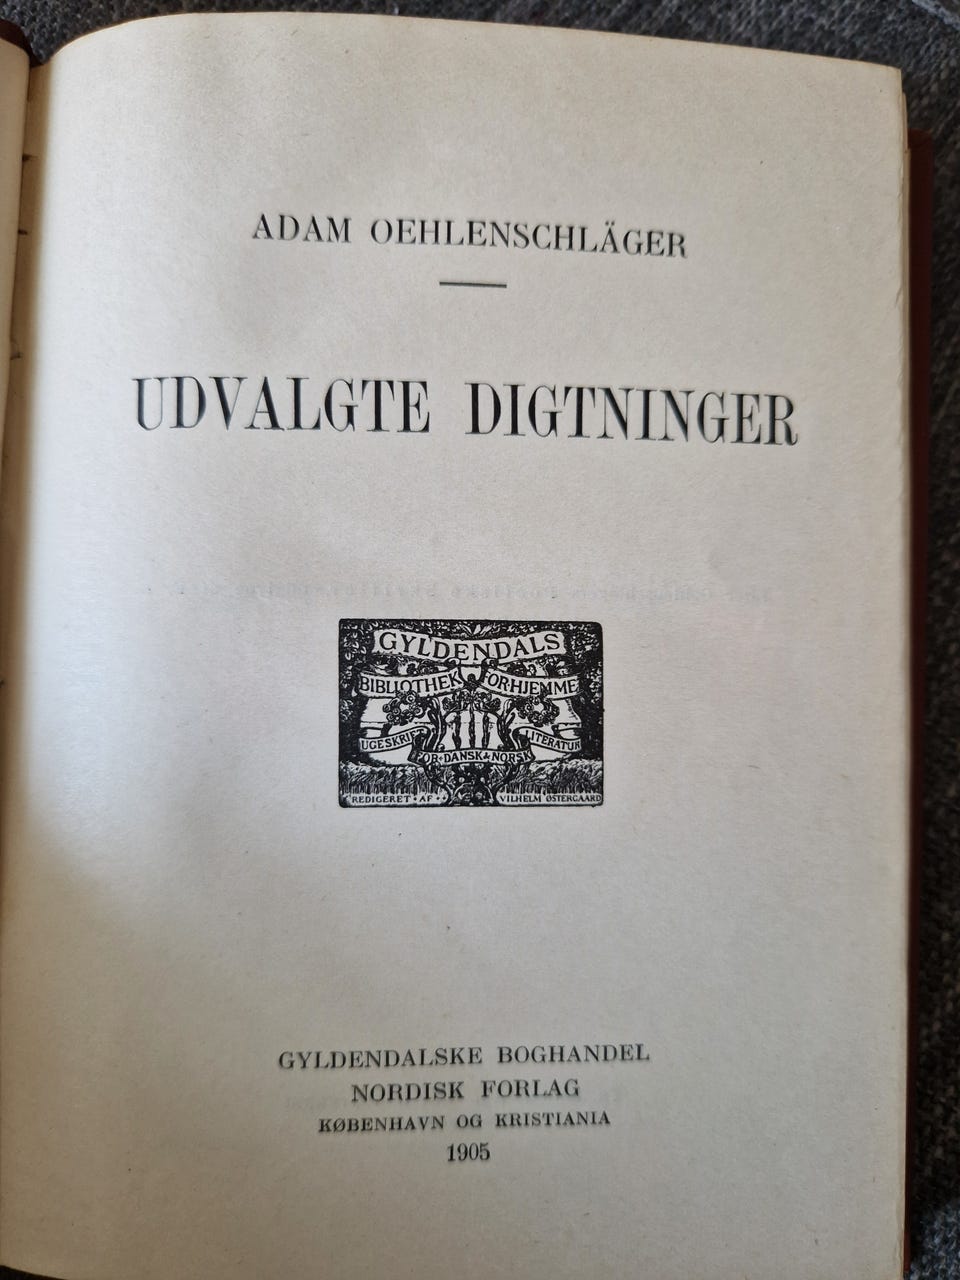 ADAM OEHLENSCHLÄGER
UDVALGTE DIGTNINGER
GYLDENDALS
BIBLIOTHEK FOR HJEMME
UGESKRIFT LITERATUR
FOR·DANSK&NORSK
REDIGERET·AF·· VILHELM ØSTERGAARD
GYLDENDALSKE BOGHANDEL
NORDISK FORLAG
KØBENHAVN OG KRISTIANIA
1905